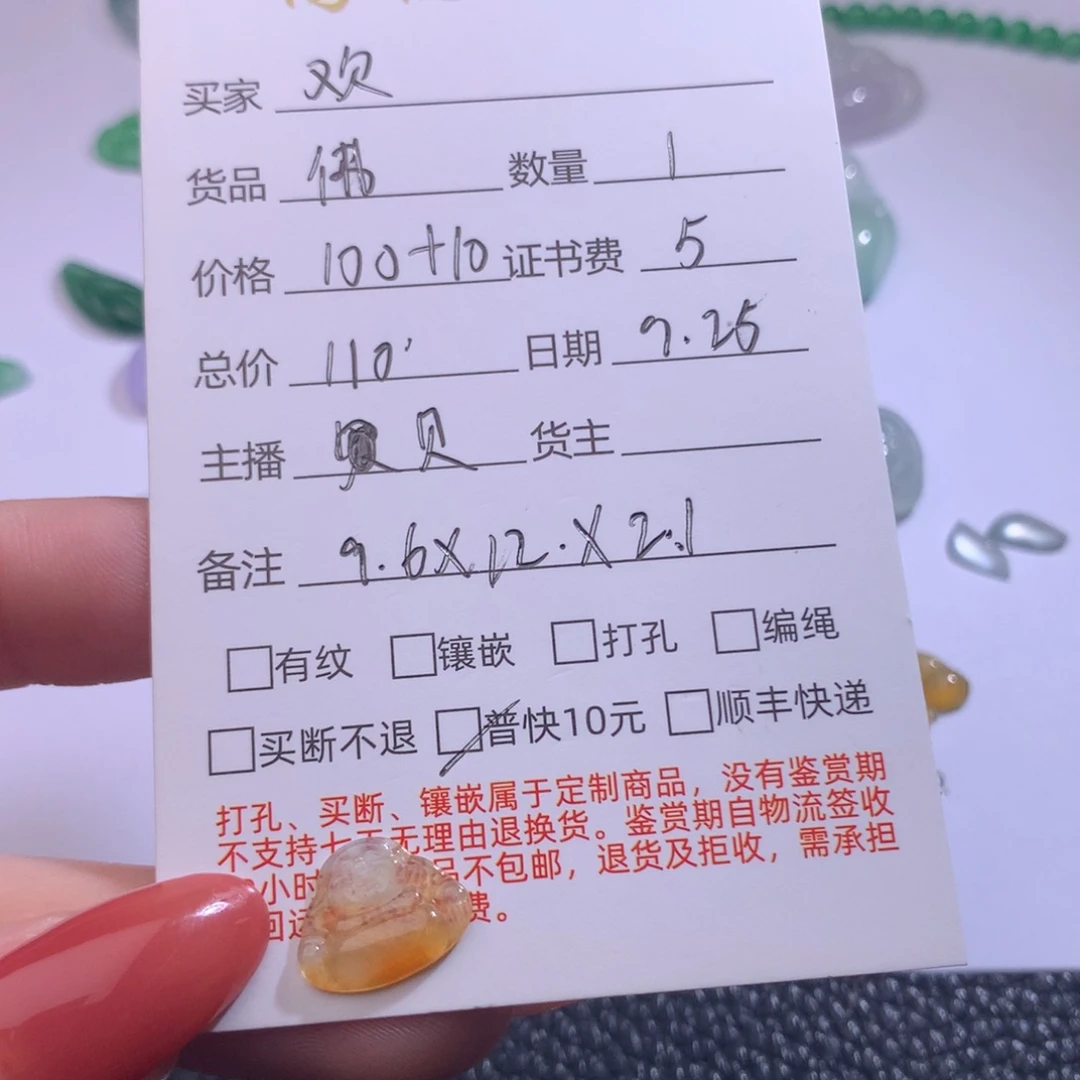 买家 欢
货品 佛 数量 1
价格 100+10 证书费 5
总价 110 日期 9.25
主播 贝 货主
备注 9.6X12.X2.1
有纹 镶嵌 打孔 编绳
买断不退 普快10元 顺丰快递
打孔、买断、镶嵌属于定制商品，没有鉴赏期
不支持七天无理由退换货。鉴赏期自物流签收
小时 品不包邮，退货及拒收，需承担
回运 费。